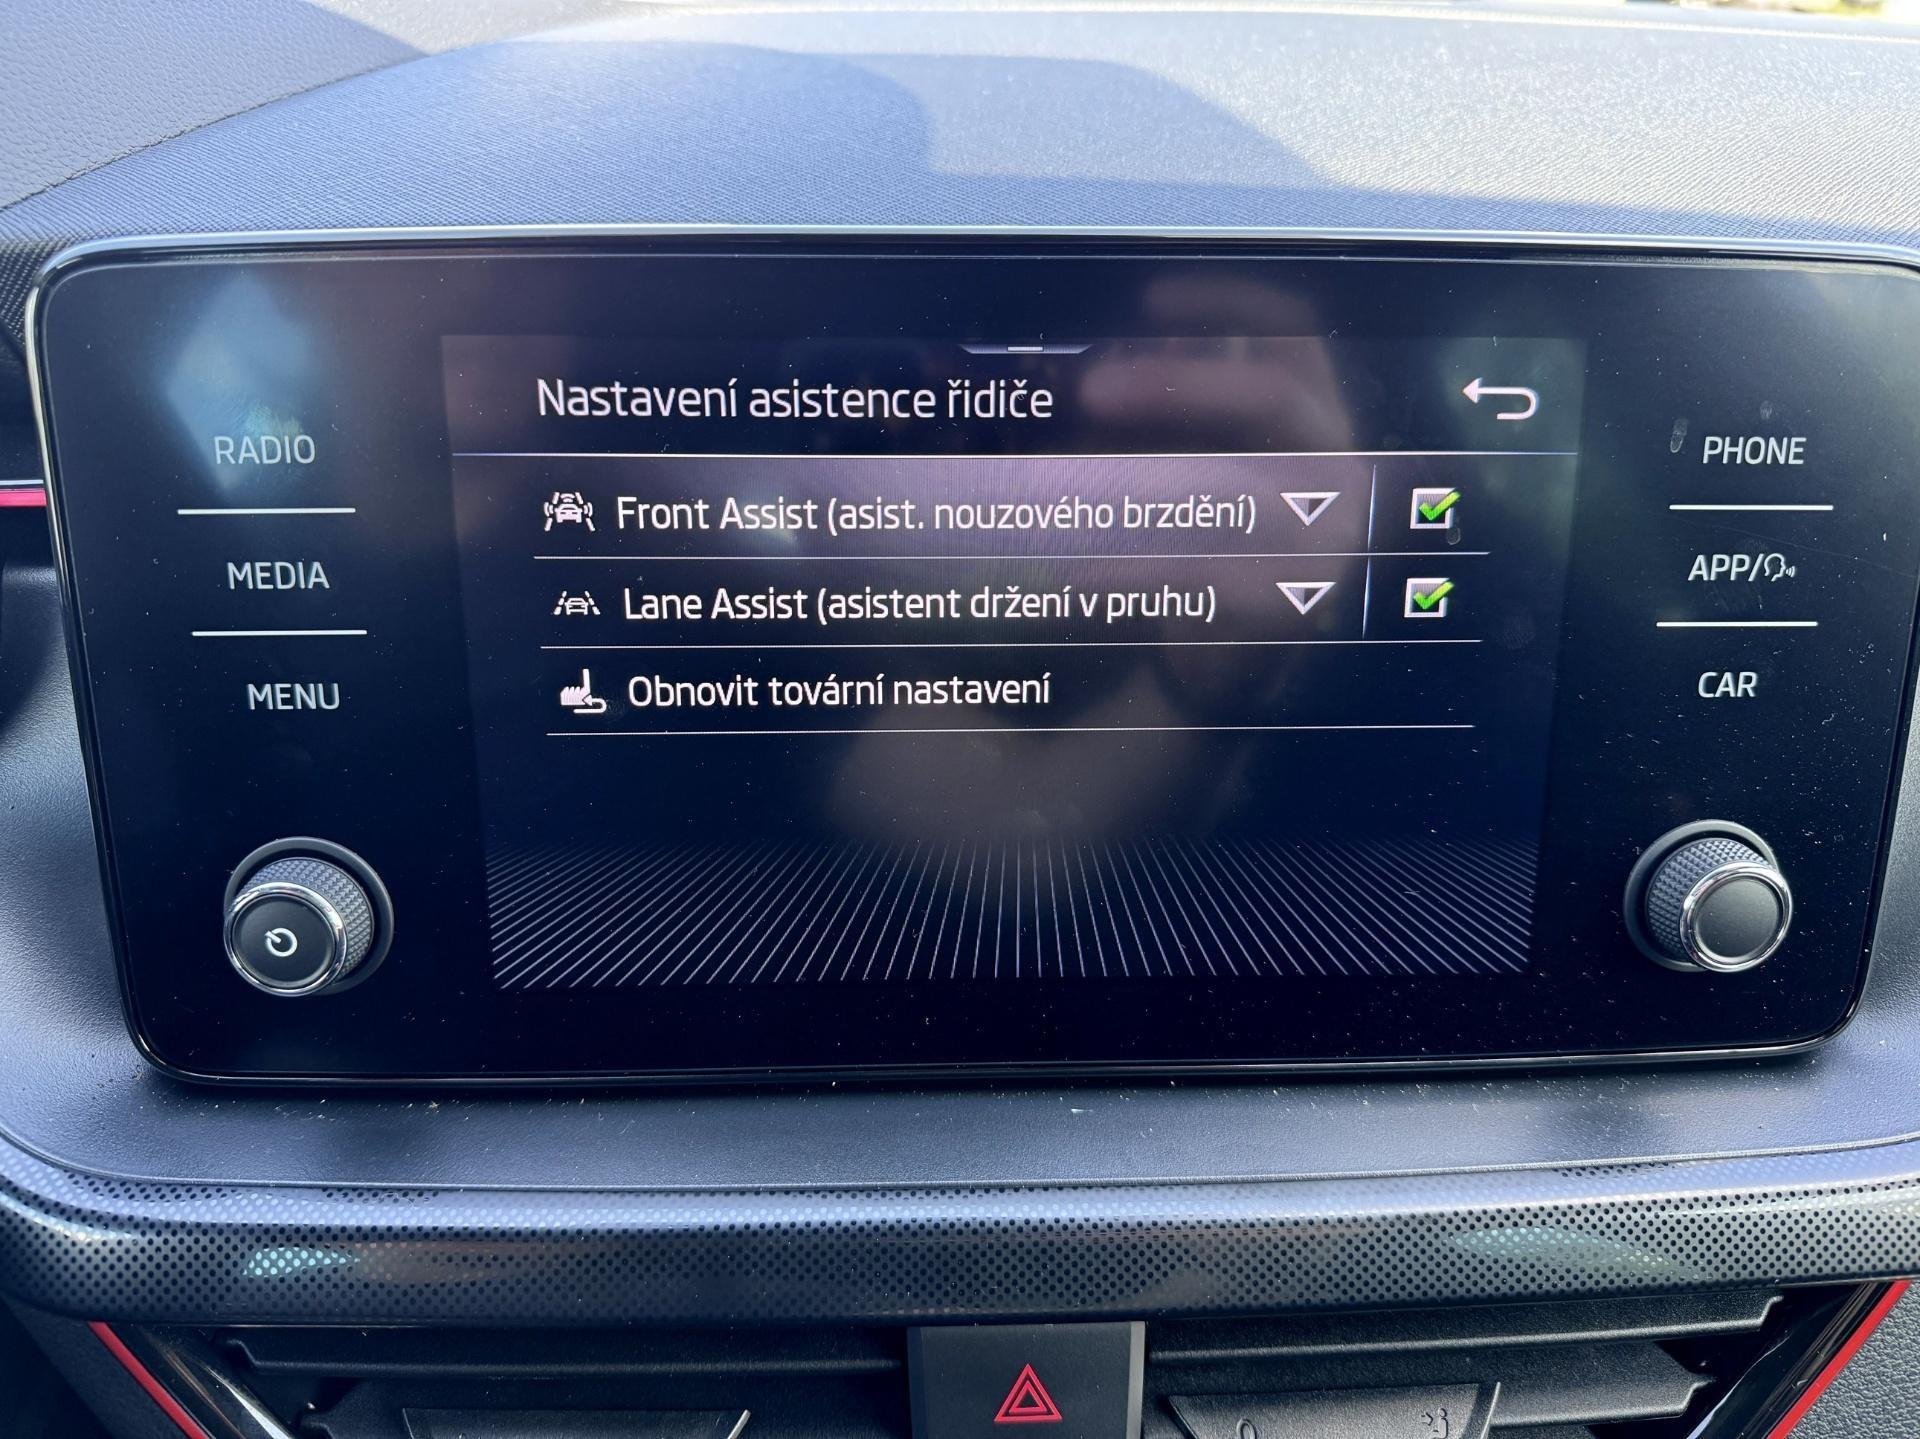 Nastavení asistence řidiče
RADIO
MEDIA
MENU
Front Assist (asist. nouzového brzdění)
Lane Assist (asistent držení v pruhu)
Obnovit tovární nastavení
PHONE
APP/
CAR